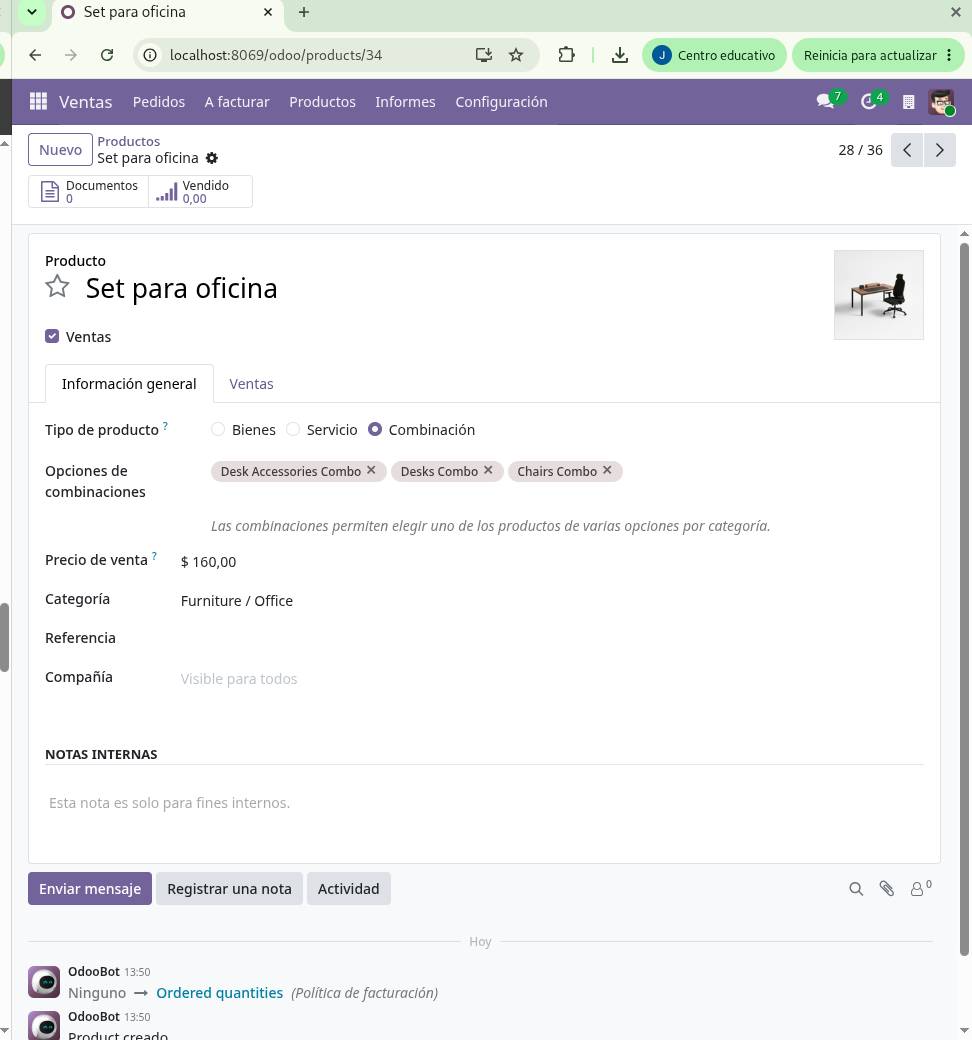 Set para oficina
localhost:8069/odoo/products/34
J Centro educativo
Reinicia para actualizar
Ventas Pedidos A facturar Productos Informes Configuración 7 4
Nuevo
Productos
Set para oficina
28 / 36
Documentos
0
Vendido
0,00
Producto
Set para oficina
Ventas
Información general Ventas
Tipo de producto ? Bienes Servicio Combinación
Opciones de
combinaciones
Desk Accessories Combo Desks Combo Chairs Combo
Las combinaciones permiten elegir uno de los productos de varias opciones por categoría.
Precio de venta ? $ 160,00
Categoría Furniture / Office
Referencia
Compañía Visible para todos
NOTAS INTERNAS
Esta nota es solo para fines internos.
Enviar mensaje Registrar una nota Actividad 0
Hoy
OdooBot 13:50
Ninguno → Ordered quantities (Política de facturación)
OdooBot 13:50
Product creado